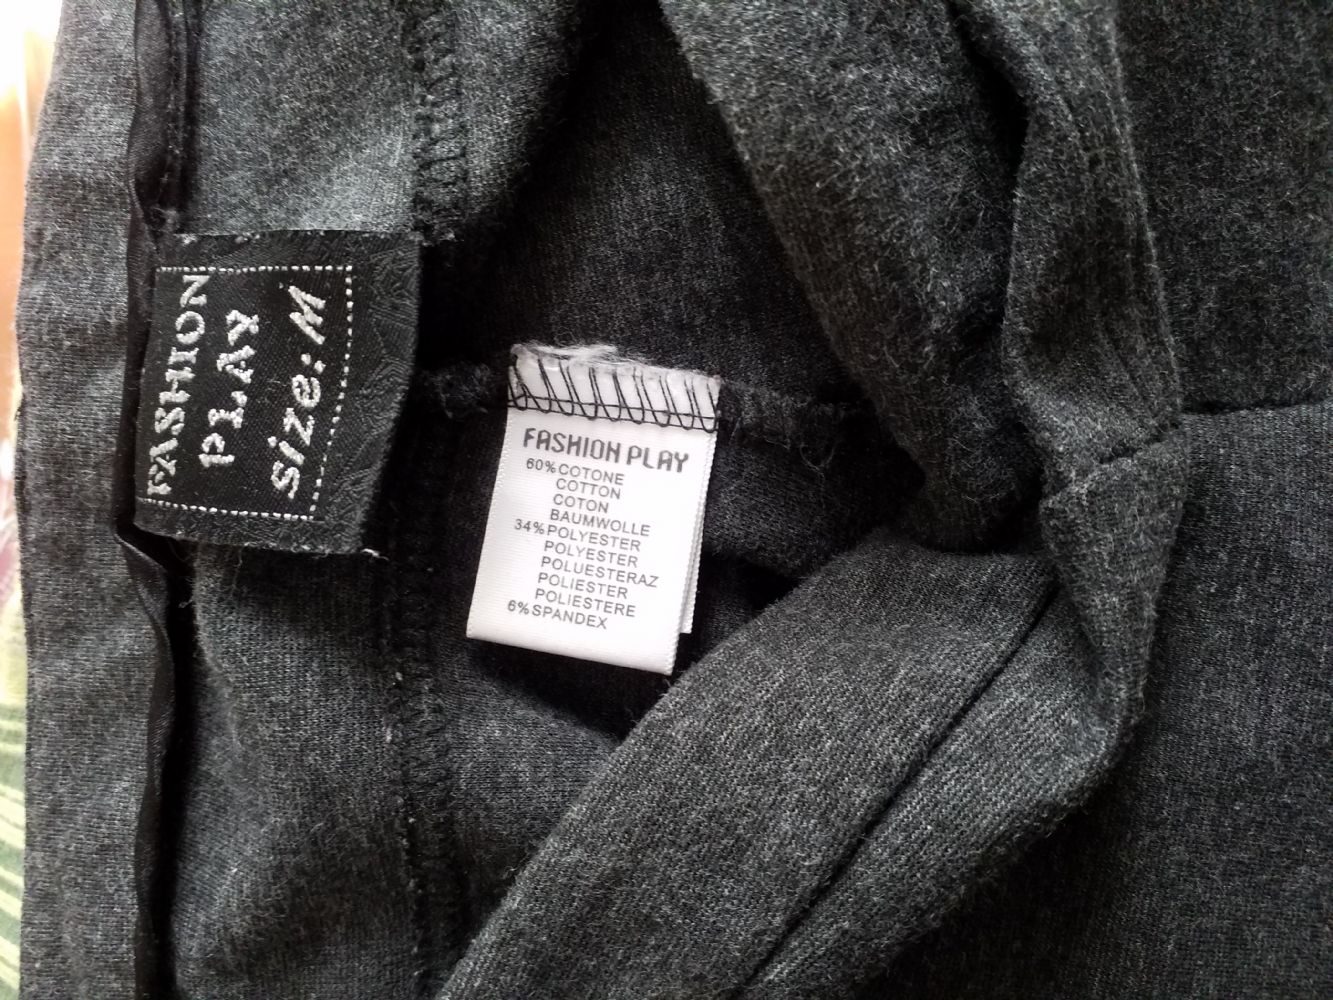 FASHION
PLAY
Size: M
FASHION PLAY
60% COTONE
COTTON
COTON
BAUMWOLLE
34% POLYESTER
POLYESTER
POLUESTERAZ
POLIESTER
POLIESTERE
6% SPANDEX